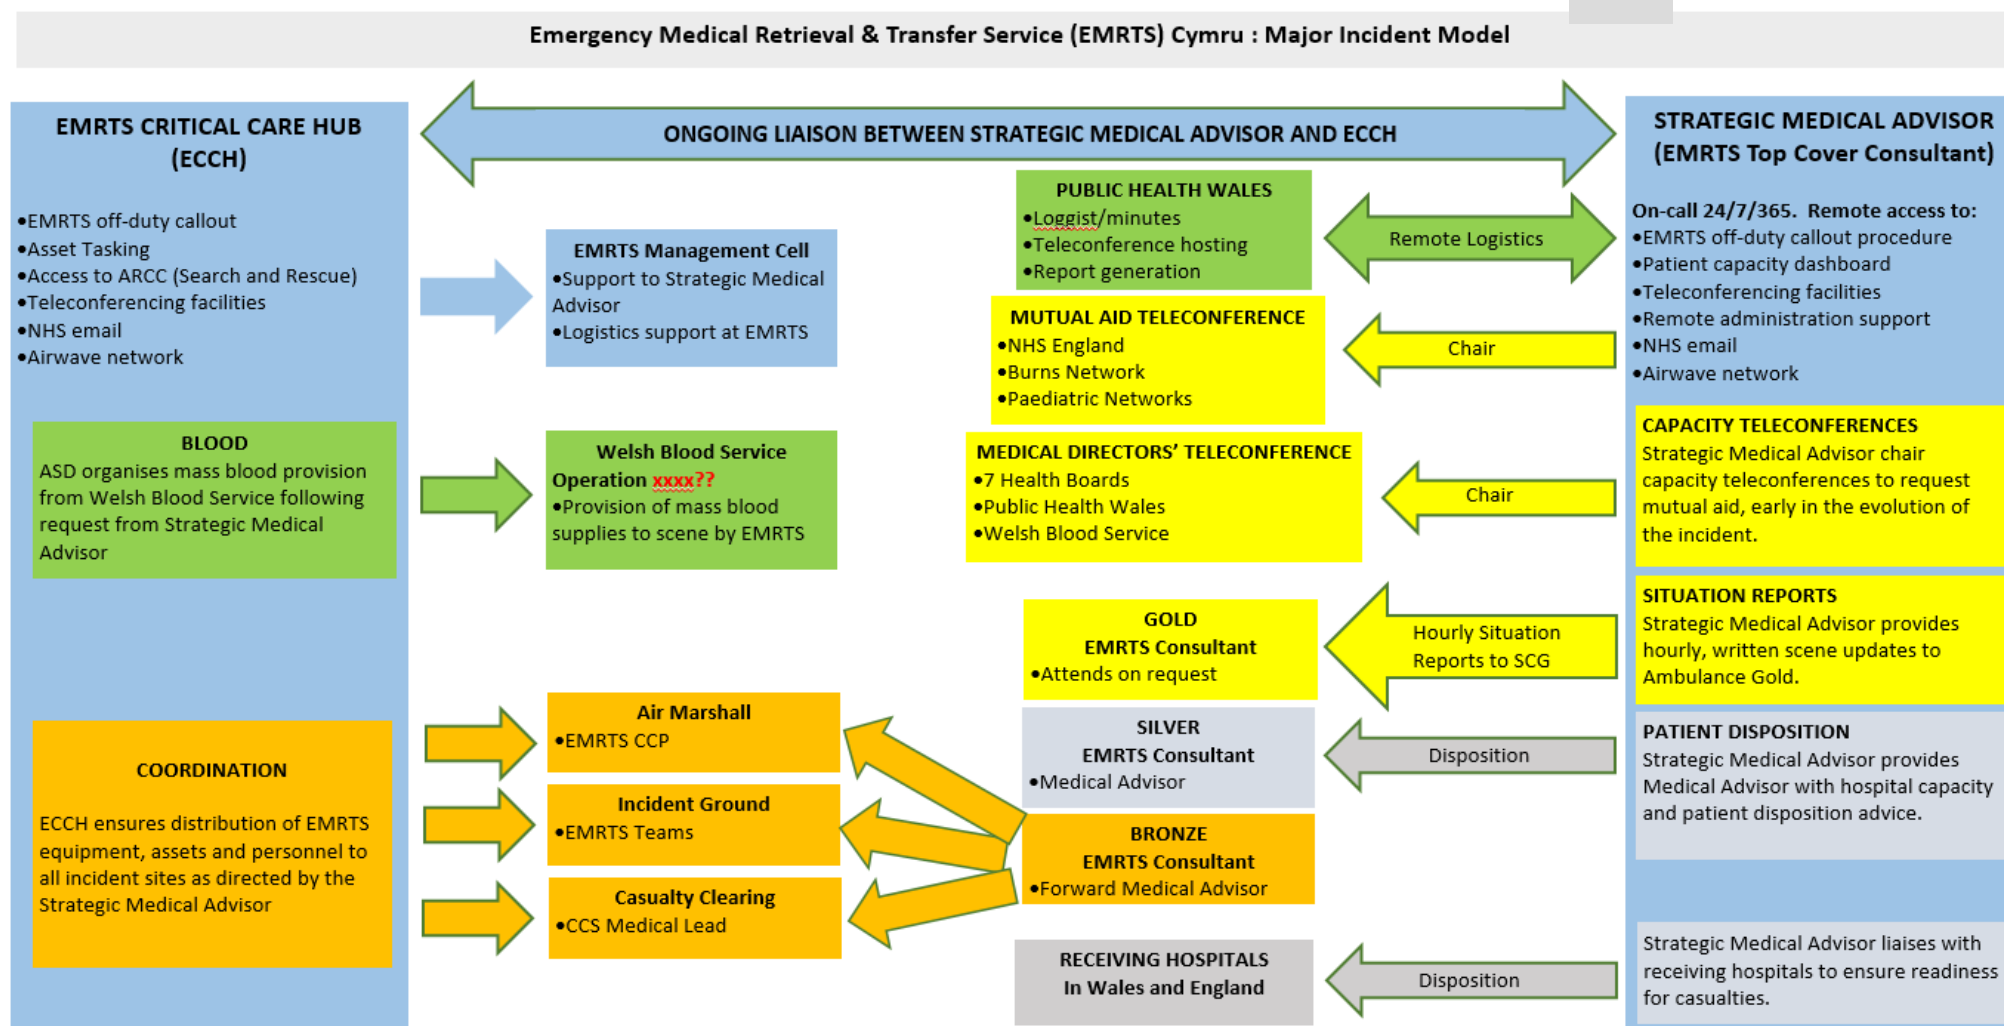 Emergency Medical Retrieval & Transfer Service (EMRTS) Cymru : Major Incident Model
EMRTS CRITICAL CARE HUB
(ECCH)
•EMRTS off-duty callout
•Asset Tasking
•Access to ARCC (Search and Rescue)
•Teleconferencing facilities
•NHS email
•Airwave network
BLOOD
ASD organises mass blood provision
from Welsh Blood Service following
request from Strategic Medical
Advisor
COORDINATION
ECCH ensures distribution of EMRTS
equipment, assets and personnel to
all incident sites as directed by the
Strategic Medical Advisor
ONGOING LIAISON BETWEEN STRATEGIC MEDICAL ADVISOR AND ECCH
EMRTS Management Cell
•Support to Strategic Medical
Advisor
•Logistics support at EMRTS
Welsh Blood Service
Operation xxxx??
•Provision of mass blood
supplies to scene by EMRTS
Air Marshall
•EMRTS CCP
Incident Ground
•EMRTS Teams
Casualty Clearing
•CCS Medical Lead
PUBLIC HEALTH WALES
•Loggist/minutes
•Teleconference hosting
•Report generation
MUTUAL AID TELECONFERENCE
•NHS England
•Burns Network
•Paediatric Networks
MEDICAL DIRECTORS’ TELECONFERENCE
•7 Health Boards
•Public Health Wales
•Welsh Blood Service
GOLD
EMRTS Consultant
•Attends on request
SILVER
EMRTS Consultant
•Medical Advisor
BRONZE
EMRTS Consultant
•Forward Medical Advisor
RECEIVING HOSPITALS
In Wales and England
Remote Logistics
Chair
Chair
Hourly Situation
Reports to SCG
Disposition
Disposition
STRATEGIC MEDICAL ADVISOR
(EMRTS Top Cover Consultant)
On-call 24/7/365. Remote access to:
•EMRTS off-duty callout procedure
•Patient capacity dashboard
•Teleconferencing facilities
•Remote administration support
•NHS email
•Airwave network
CAPACITY TELECONFERENCES
Strategic Medical Advisor chair
capacity teleconferences to request
mutual aid, early in the evolution of
the incident.
SITUATION REPORTS
Strategic Medical Advisor provides
hourly, written scene updates to
Ambulance Gold.
PATIENT DISPOSITION
Strategic Medical Advisor provides
Medical Advisor with hospital capacity
and patient disposition advice.
Strategic Medical Advisor liaises with
receiving hospitals to ensure readiness
for casualties.